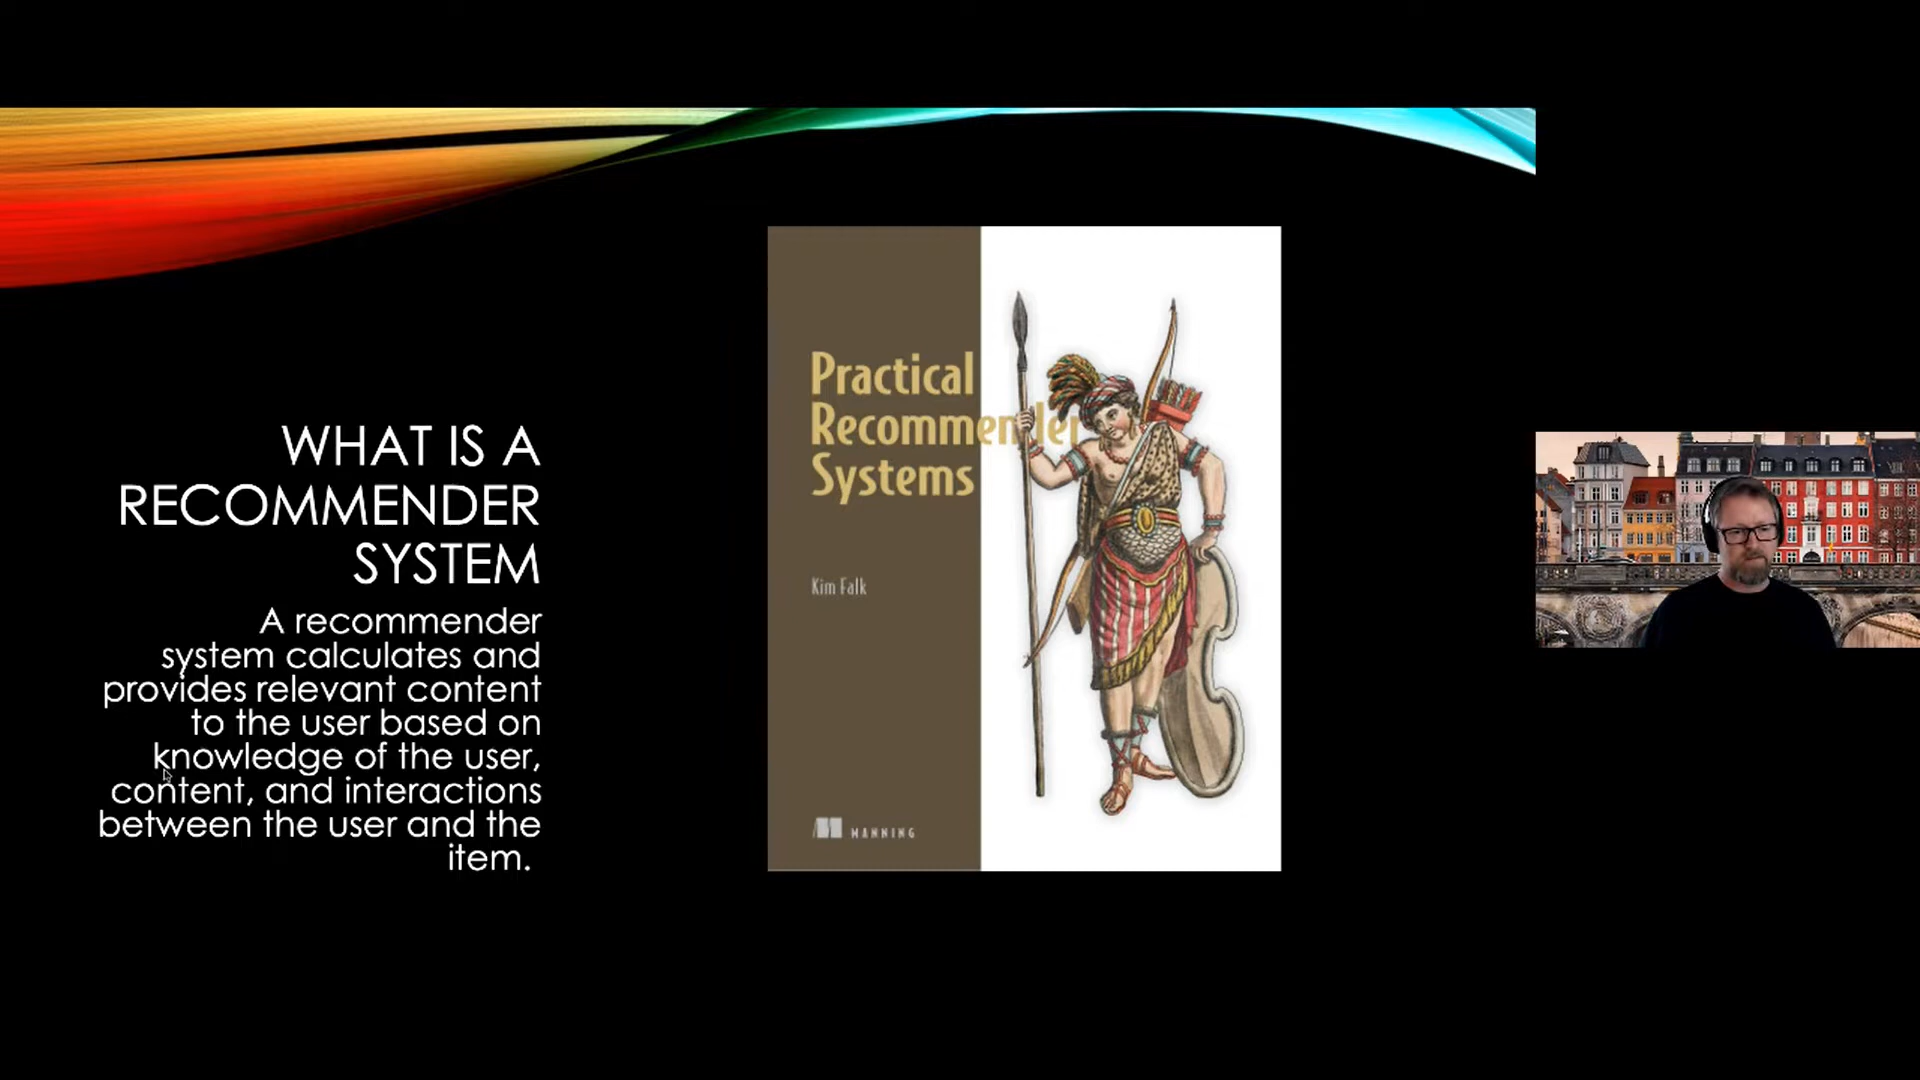 WHAT IS A
RECOMMENDER
SYSTEM
A recommender
system calculates and
provides relevant content
to the user based on
knowledge of the user,
content, and interactions
between the user and the
item.
Practical
Recommender
Systems
Kim Falk
MANNING